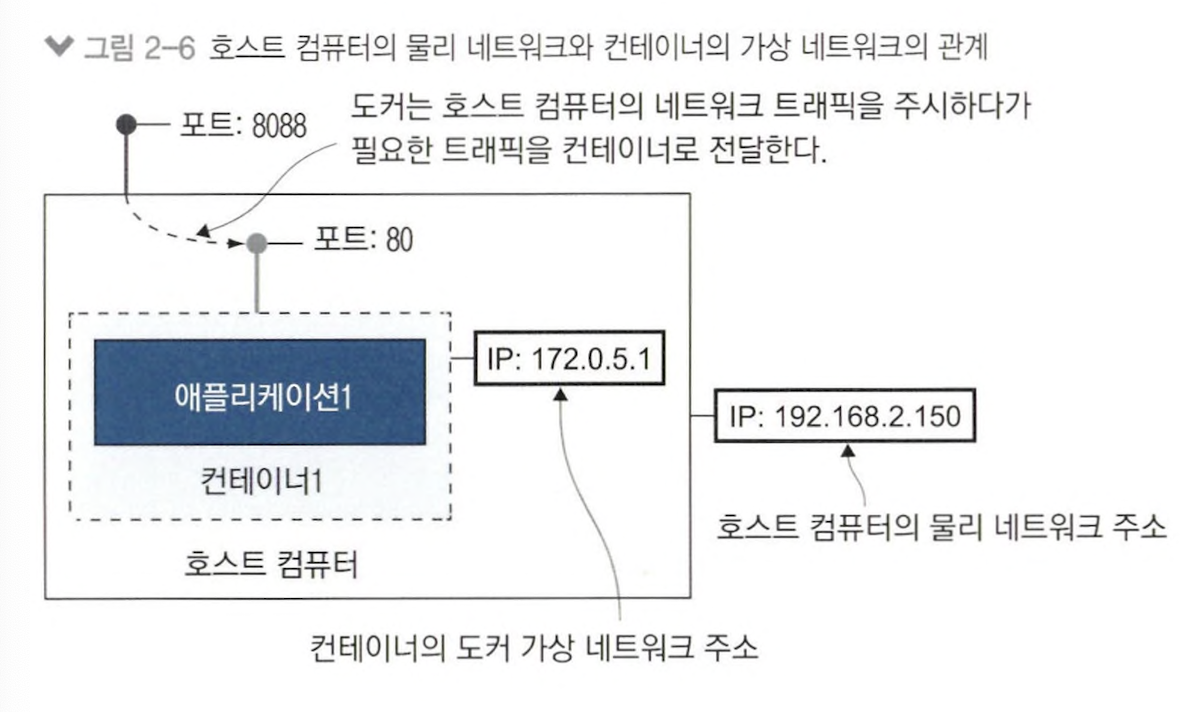 그림 2-6 호스트 컴퓨터의 물리 네트워크와 컨테이너의 가상 네트워크의 관계
포트: 8088
도커는 호스트 컴퓨터의 네트워크 트래픽을 주시하다가
필요한 트래픽을 컨테이너로 전달한다.
포트: 80
IP: 172.0.5.1
애플리케이션1
IP: 192.168.2.150
컨테이너1
호스트 컴퓨터의 물리 네트워크 주소
호스트 컴퓨터
컨테이너의 도커 가상 네트워크 주소